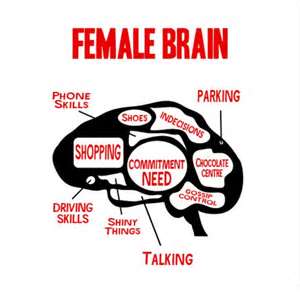 FEMALE BRAIN
PHONE
SKILLS
PARKING
SHOES
INDECISIONS
SHOPPING
COMMITMENT
NEED
CHOCOLATE
CENTRE
GOSSIP
CONTROL
DRIVING
SKILLS
SHINY
THINGS
TALKING